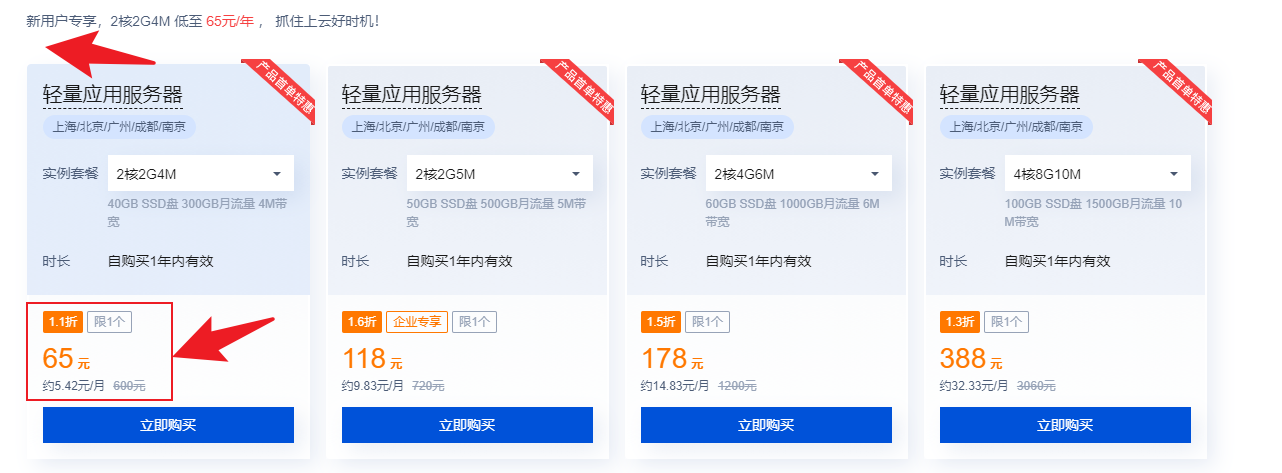 新用户专享，2核2G4M 低至 65元/年 ， 抓住上云好时机！
产品首单特惠
轻量应用服务器
上海/北京/广州/成都/南京
实例套餐
2核2G4M
40GB SSD盘 300GB月流量 4M带
宽
时长
自购买1年内有效
1.1折
限1个
65 元
约5.42元/月 600元
立即购买
产品首单特惠
轻量应用服务器
上海/北京/广州/成都/南京
实例套餐
2核2G5M
50GB SSD盘 500GB月流量 5M带
宽
时长
自购买1年内有效
1.6折
企业专享
限1个
118 元
约9.83元/月 720元
立即购买
产品首单特惠
轻量应用服务器
上海/北京/广州/成都/南京
实例套餐
2核4G6M
60GB SSD盘 1000GB月流量 6M
带宽
时长
自购买1年内有效
1.5折
限1个
178 元
约14.83元/月 1200元
立即购买
产品首单特惠
轻量应用服务器
上海/北京/广州/成都/南京
实例套餐
4核8G10M
100GB SSD盘 1500GB月流量 10
M带宽
时长
自购买1年内有效
1.3折
限1个
388 元
约32.33元/月 3060元
立即购买